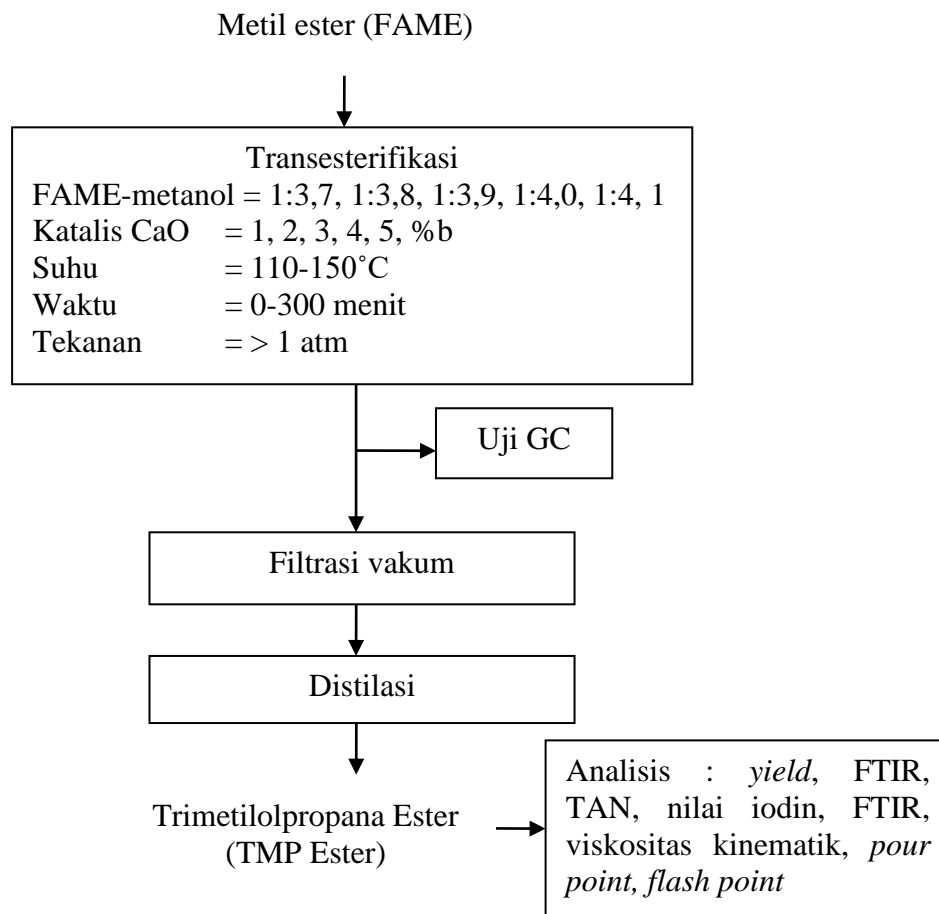 Metil ester (FAME)
Transesterifikasi
FAME-metanol = 1:3,7, 1:3,8, 1:3,9, 1:4,0, 1:4, 1
Katalis CaO = 1, 2, 3, 4, 5, %b
Suhu = 110-150˚C
Waktu = 0-300 menit
Tekanan = > 1 atm
Uji GC
Filtrasi vakum
Distilasi
Trimetilolpropana Ester
(TMP Ester)
Analisis : yield, FTIR,
TAN, nilai iodin, FTIR,
viskositas kinematik, pour
point, flash point